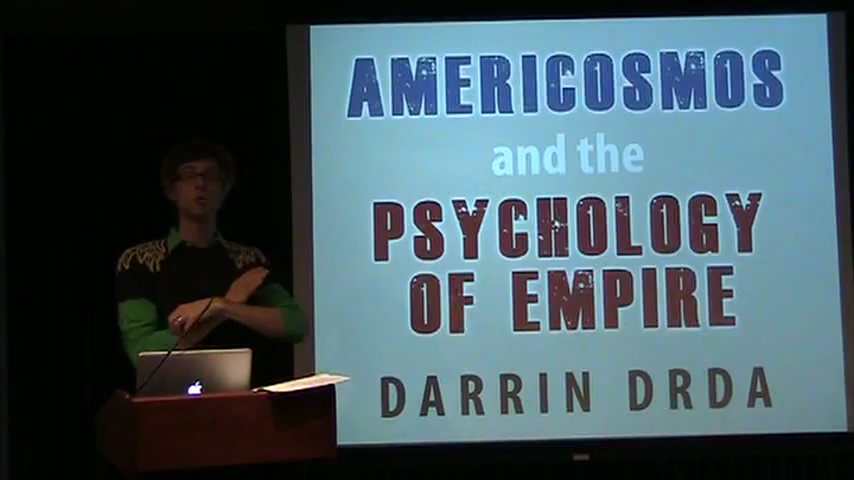 AMERICOSMOS
and the
PSYCHOLOGY
OF EMPIRE
DARRIN DRDA